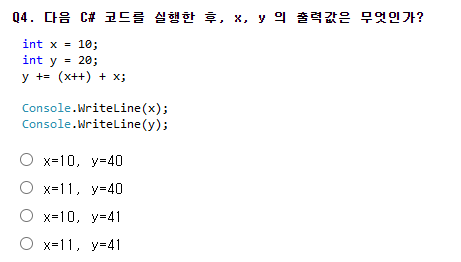 Q4. 다음 C# 코드를 실행한 후, x, y 의 출력값은 무엇인가?
int x = 10;
int y = 20;
y += (x++) + x;
Console.WriteLine(x);
Console.WriteLine(y);
x=10, y=40
x=11, y=40
x=10, y=41
x=11, y=41